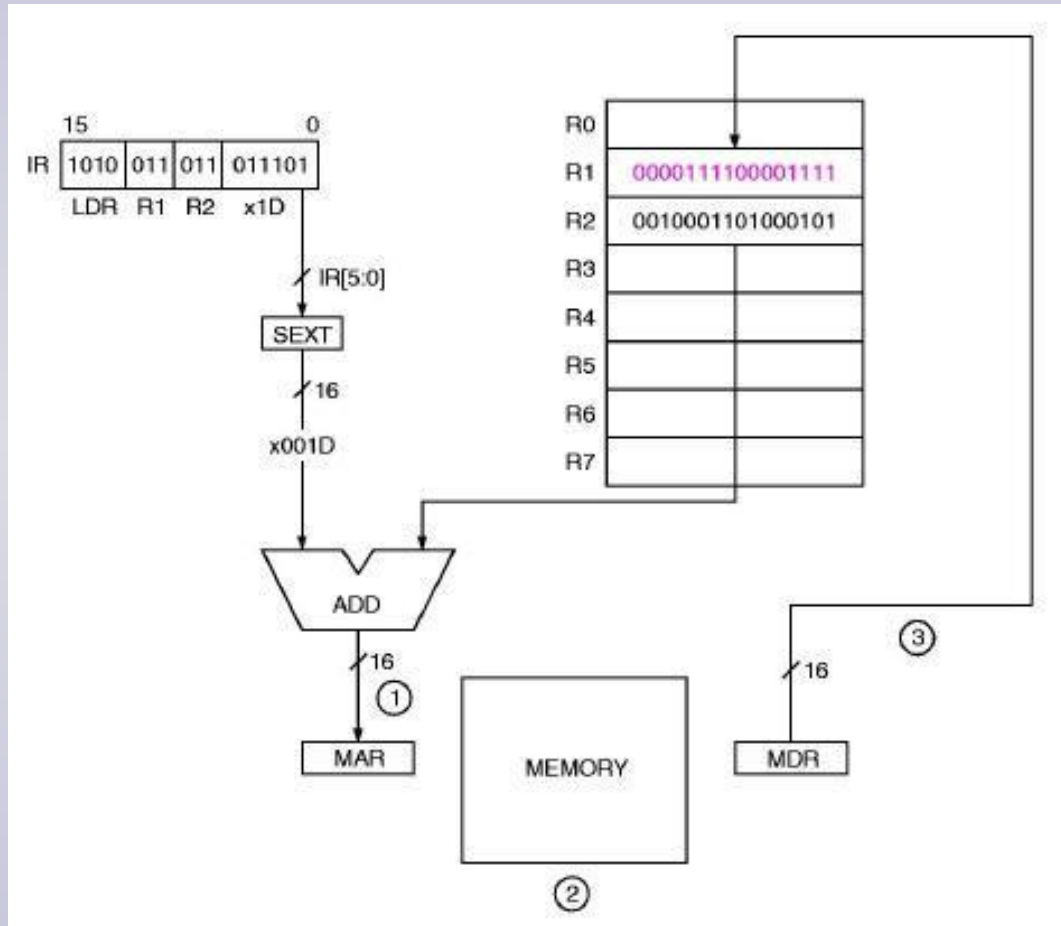 15 0
IR 1010 011 011 011101
LDR R1 R2 x1D
IR[5:0]
SEXT
16
x001D
ADD
16
1
MAR
R0
R1 0000111100001111
R2 0010001101000101
R3
R4
R5
R6
R7
MEMORY
2
3
16
MDR